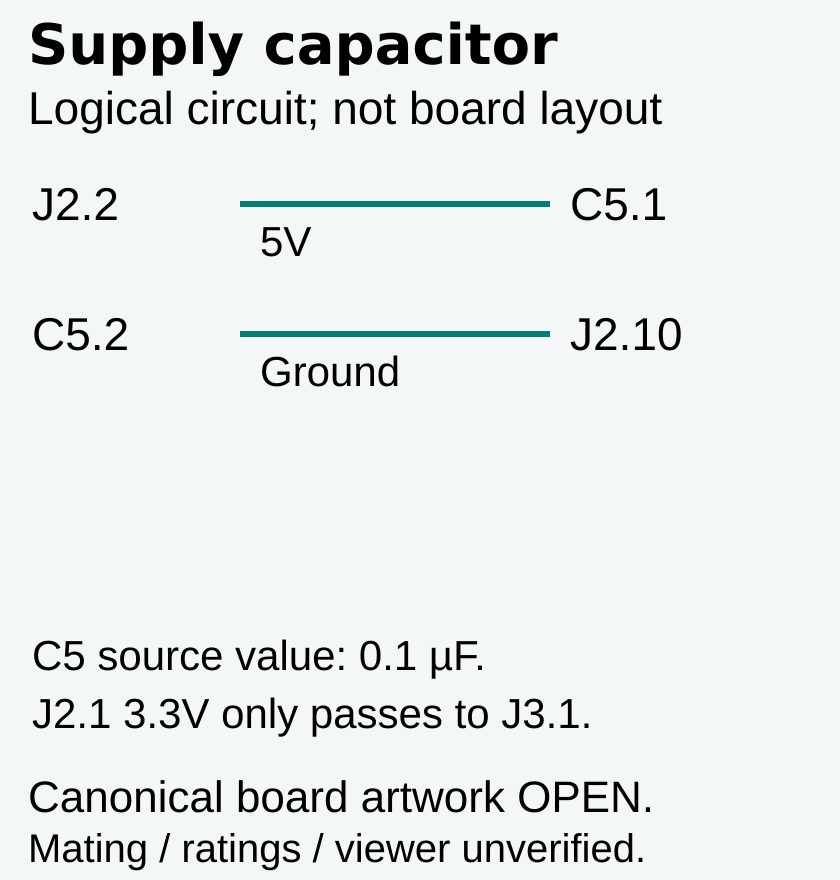 Supply capacitor
Logical circuit; not board layout
J2.2 C5.1
5V
C5.2 J2.10
Ground
C5 source value: 0.1 µF.
J2.1 3.3V only passes to J3.1.
Canonical board artwork OPEN.
Mating / ratings / viewer unverified.